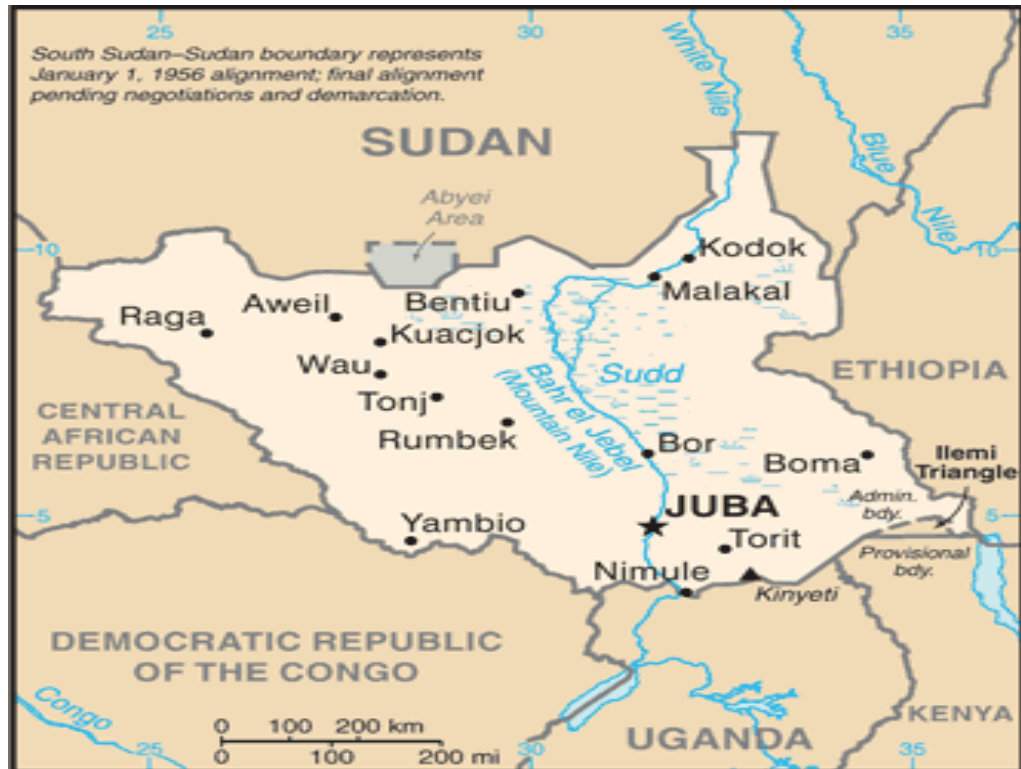 25
30
35
South Sudan–Sudan boundary represents
January 1, 1956 alignment; final alignment
pending negotiations and demarcation.
White Nile
Blue
Nile
SUDAN
Abyei
Area
10
10
Kodok
Malakal
Bentiu
Aweil
Raga
Kuacjok
Wau
Tonj
Rumbek
Sudd
Bahr el Jebel
(Mountain Nile)
ETHIOPIA
CENTRAL
AFRICAN
REPUBLIC
Bor
Boma
Ilemi
Triangle
Admin.
bdy.
5
5
JUBA
Yambio
Torit
Provisional
bdy.
Nimule
Kinyeti
DEMOCRATIC REPUBLIC
OF THE CONGO
Congo
0 100 200 km
0 100 200 mi
UGANDA
KENYA
25
30
35